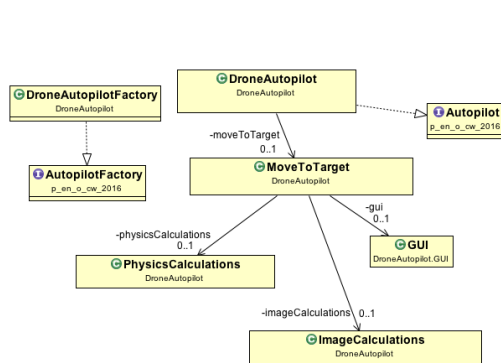 DroneAutopilot
DroneAutopilot
DroneAutopilotFactory
DroneAutopilot
Autopilot
p_en_o_cw_2016
-moveToTarget
0..1
AutopilotFactory
p_en_o_cw_2016
MoveToTarget
DroneAutopilot
-gui
0..1
-physicsCalculations
0..1
GUI
DroneAutopilot.GUI
PhysicsCalculations
DroneAutopilot
-imageCalculations 0..1
ImageCalculations
DroneAutopilot